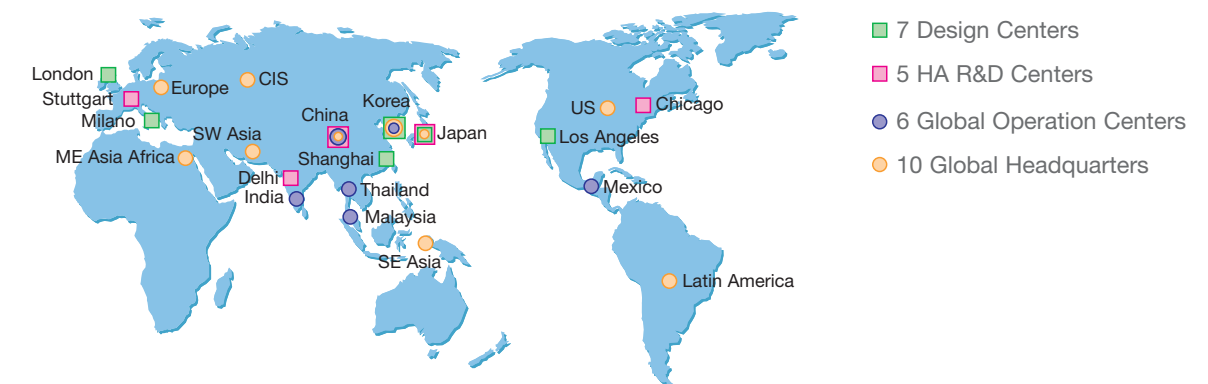 London
Stuttgart
Milano
Europe
CIS
SW Asia
ME Asia Africa
China
Korea
Japan
Shanghai
Delhi
India
Thailand
Malaysia
SE Asia
US
Chicago
Los Angeles
Mexico
Latin America
7 Design Centers
5 HA R&D Centers
6 Global Operation Centers
10 Global Headquarters